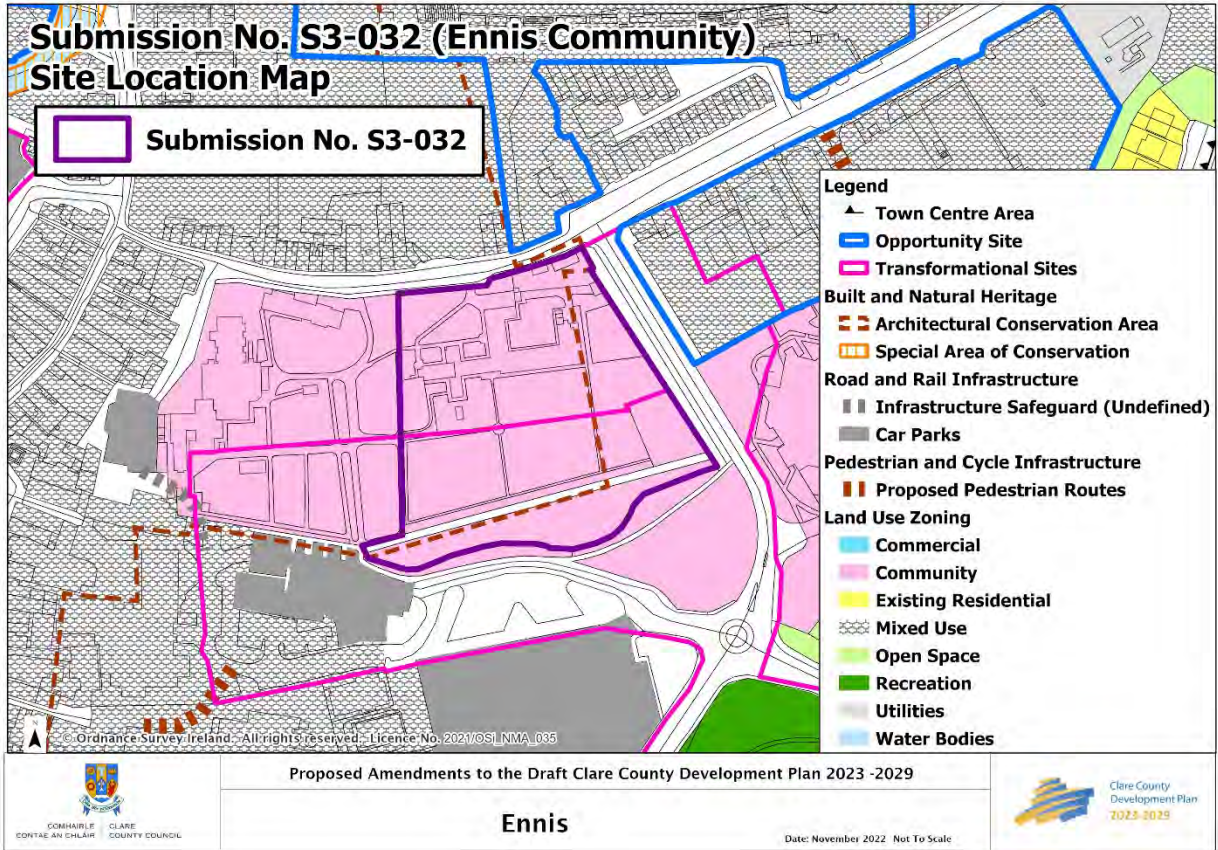 Submission No. S3-032 (Ennis Community)
Site Location Map
Submission No. S3-032
Legend
Town Centre Area
Opportunity Site
Transformational Sites
Built and Natural Heritage
Architectural Conservation Area
Special Area of Conservation
Road and Rail Infrastructure
Infrastructure Safeguard (Undefined)
Car Parks
Pedestrian and Cycle Infrastructure
Proposed Pedestrian Routes
Land Use Zoning
Commercial
Community
Existing Residential
Mixed Use
Open Space
Recreation
Utilities
Water Bodies
N
© Ordnance Survey Ireland. All rights reserved. Licence No. 2021/OSI_NMA_035
COMHAIRLE CONTAE AN CHLÁIR
CLARE COUNTY COUNCIL
Proposed Amendments to the Draft Clare County Development Plan 2023 -2029
Ennis
Date: November 2022 Not To Scale
Clare County
Development Plan
2023-2029